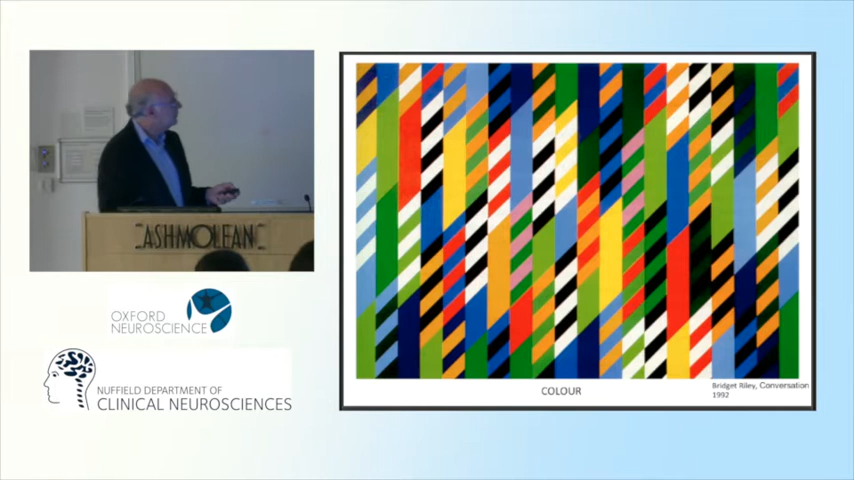 ASHMOLEAN
OXFORD
NEUROSCIENCE
NUFFIELD DEPARTMENT OF
CLINICAL NEUROSCIENCES
COLOUR
Bridget Riley, Conversation
1992